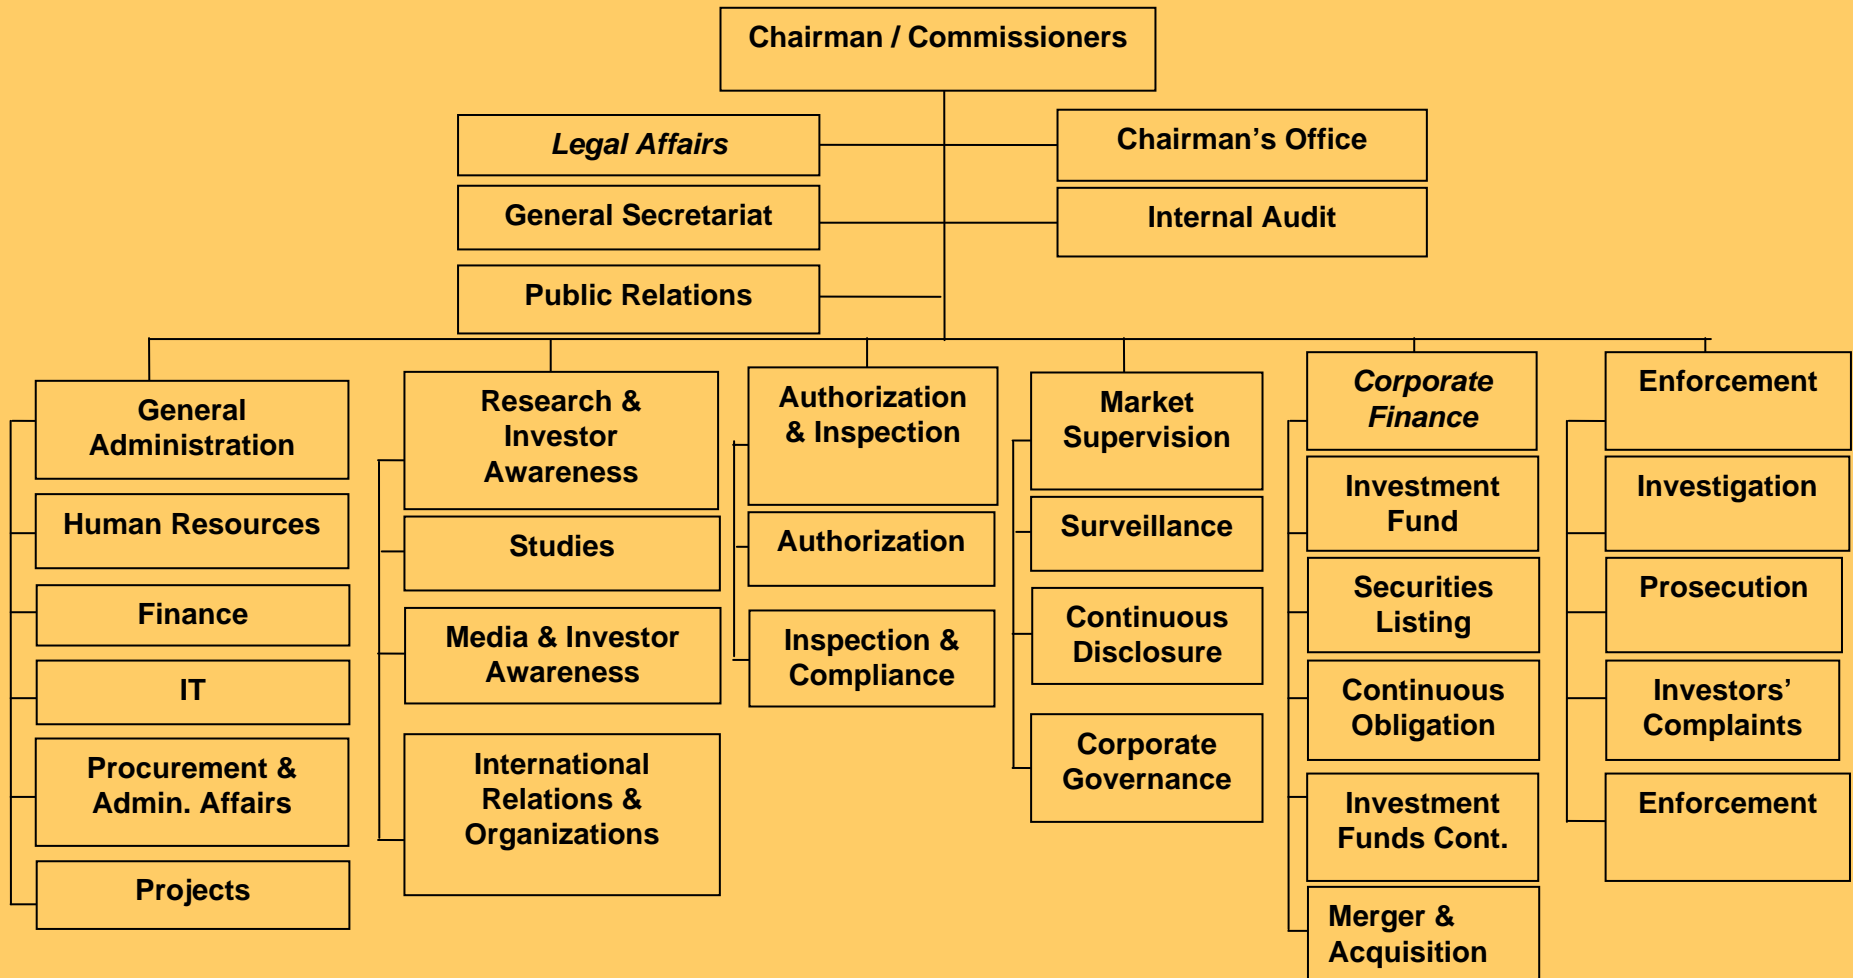 Chairman / Commissioners
Legal Affairs
Chairman’s Office
General Secretariat
Internal Audit
Public Relations
General
Administration
Human Resources
Finance
IT
Procurement &
Admin. Affairs
Projects
Research &
Investor
Awareness
Studies
Media & Investor
Awareness
International
Relations &
Organizations
Authorization
& Inspection
Authorization
Inspection &
Compliance
Market
Supervision
Surveillance
Continuous
Disclosure
Corporate
Governance
Corporate
Finance
Investment
Fund
Securities
Listing
Continuous
Obligation
Investment
Funds Cont.
Merger &
Acquisition
Enforcement
Investigation
Prosecution
Investors’
Complaints
Enforcement